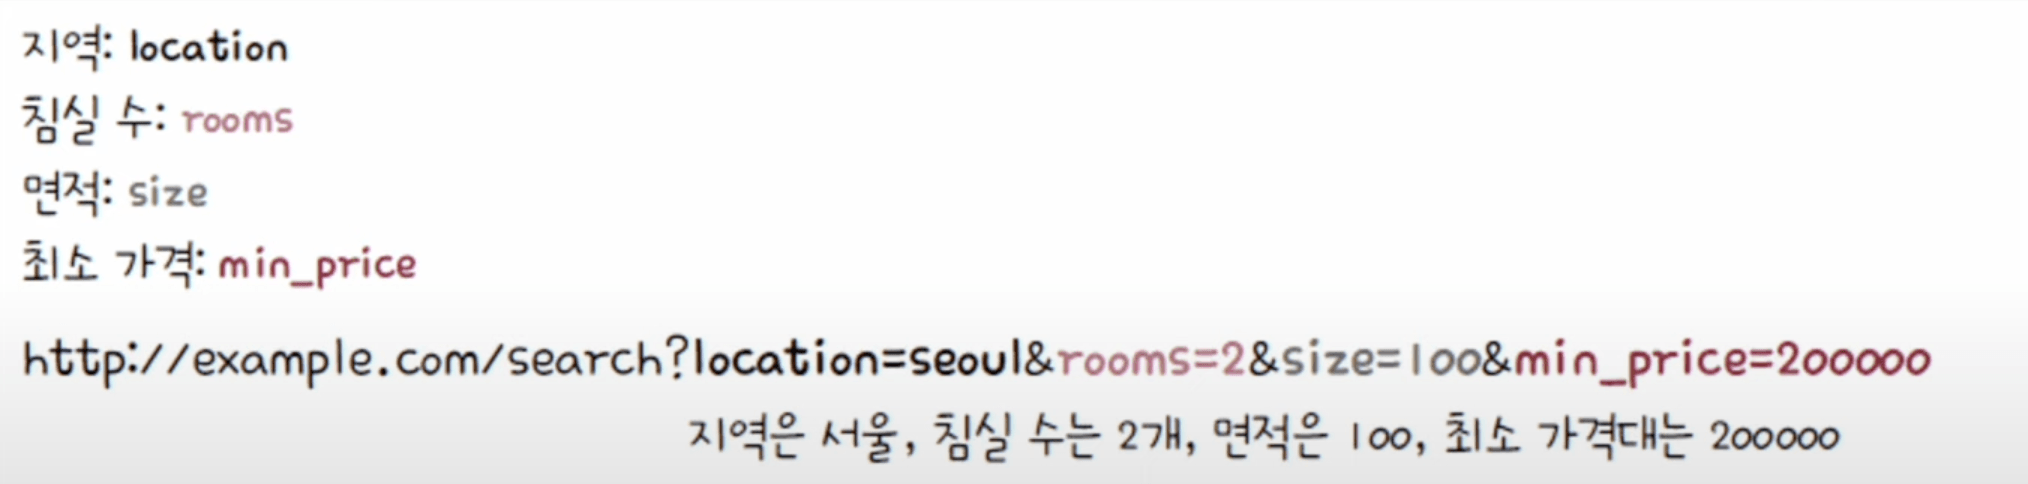 지역: location
침실 수: rooms
면적: size
최소 가격: min_price
http://example.com/search?location=seoul&rooms=2&size=100&min_price=200000
지역은 서울, 침실 수는 2개, 면적은 100, 최소 가격대는 200000